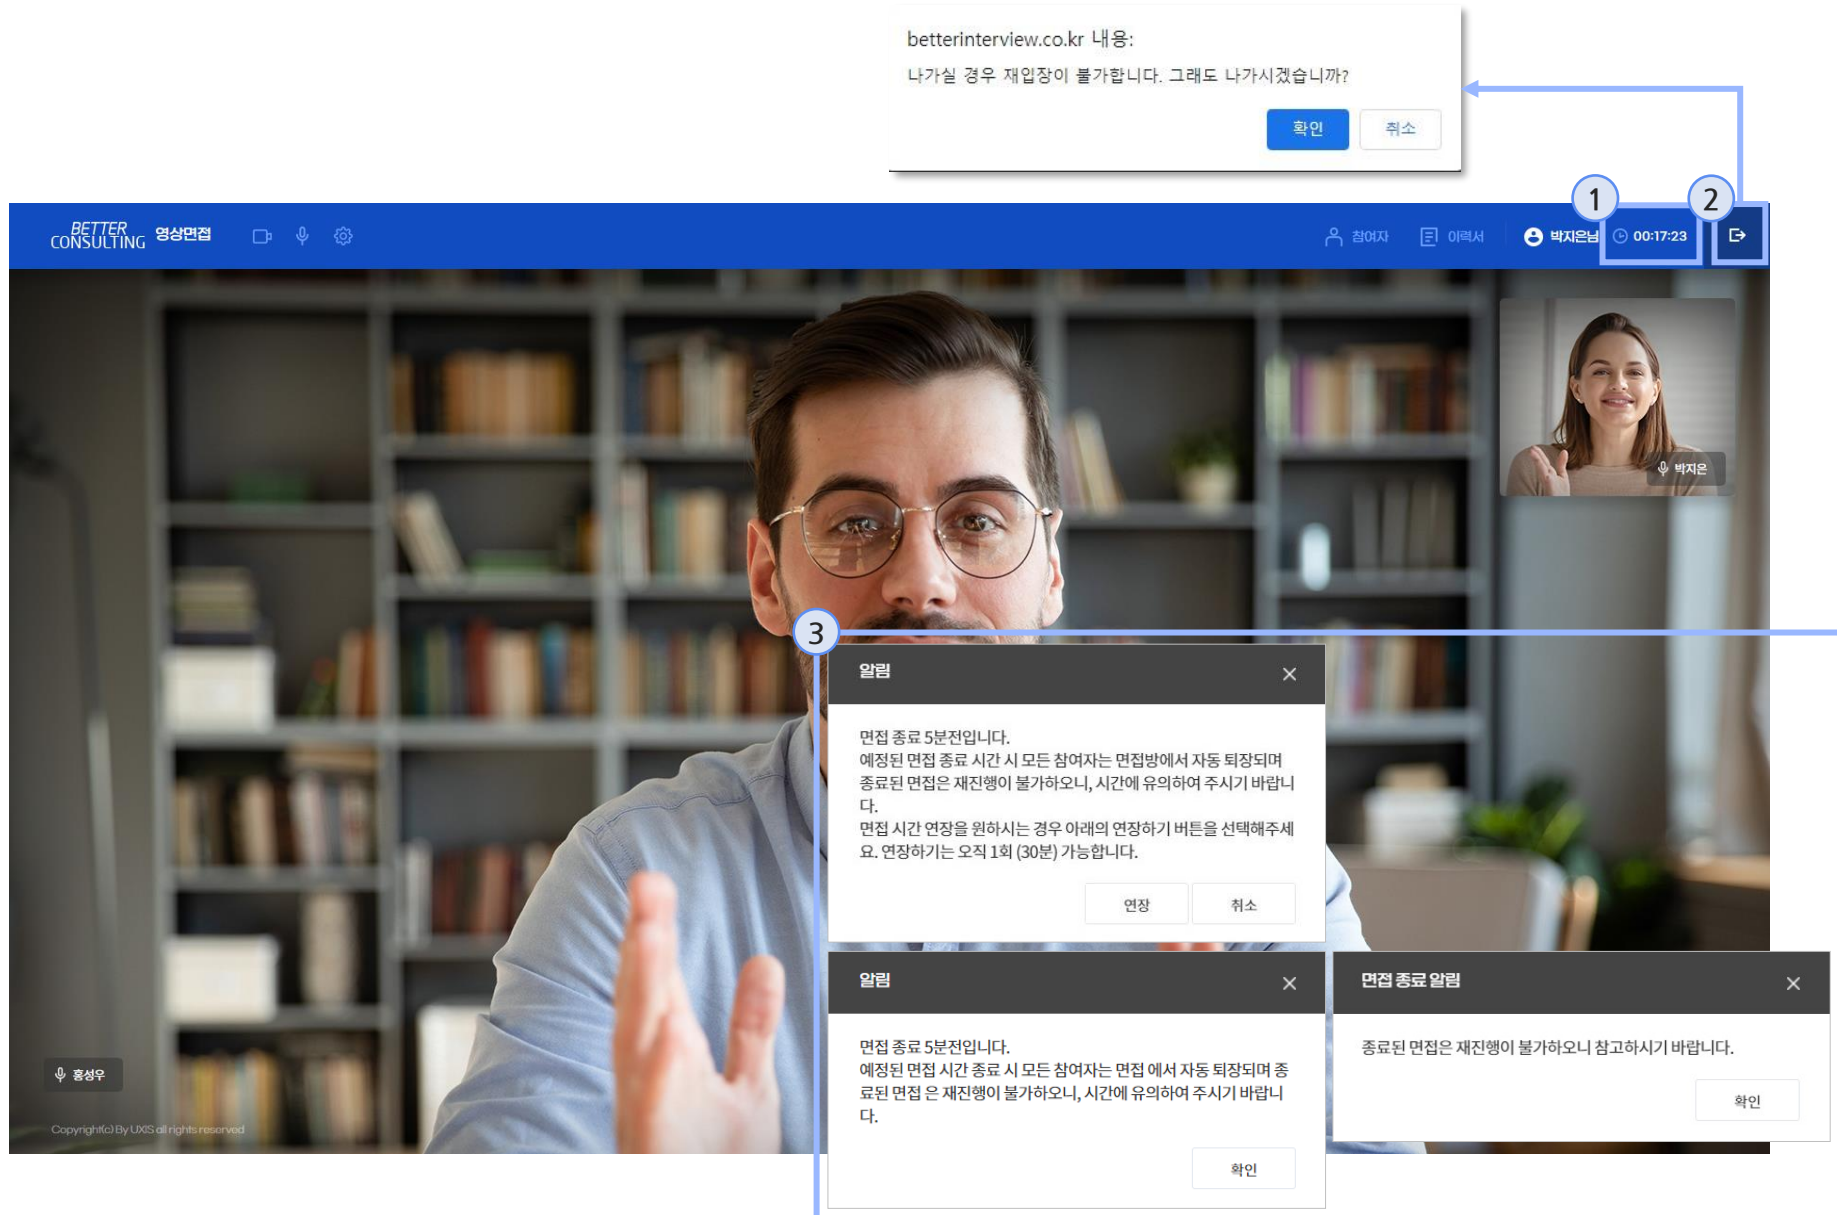 betterinterview.co.kr 내용:
나가실 경우 재입장이 불가합니다. 그래도 나가시겠습니까?
확인
취소
1
2
BETTER
CONSULTING
영상면접
참여자
이력서
박지은님
00:17:23
박지은
3
알림
면접 종료 5분전입니다.
예정된 면접 종료 시간 시 모든 참여자는 면접방에서 자동 퇴장되며
종료된 면접은 재진행이 불가하오니, 시간에 유의하여 주시기 바랍니
다.
면접 시간 연장을 원하시는 경우 아래의 연장하기 버튼을 선택해주세
요. 연장하기는 오직 1회 (30분) 가능합니다.
연장
취소
알림
면접 종료 5분전입니다.
예정된 면접 시간 종료 시 모든 참여자는 면접 에서 자동 퇴장되며 종
료된 면접 은 재진행이 불가하오니, 시간에 유의하여 주시기 바랍니
다.
확인
면접 종료 알림
종료된 면접은 재진행이 불가하오니 참고하시기 바랍니다.
확인
홍성우
Copyright(c) By UXIS all rights reserved